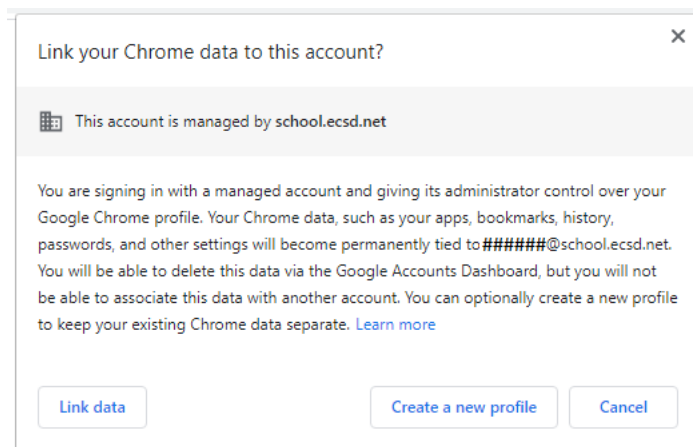 Link your Chrome data to this account?
This account is managed by school.ecsd.net
You are signing in with a managed account and giving its administrator control over your
Google Chrome profile. Your Chrome data, such as your apps, bookmarks, history,
passwords, and other settings will become permanently tied to ######@school.ecsd.net.
You will be able to delete this data via the Google Accounts Dashboard, but you will not
be able to associate this data with another account. You can optionally create a new profile
to keep your existing Chrome data separate. Learn more
Link data Create a new profile Cancel